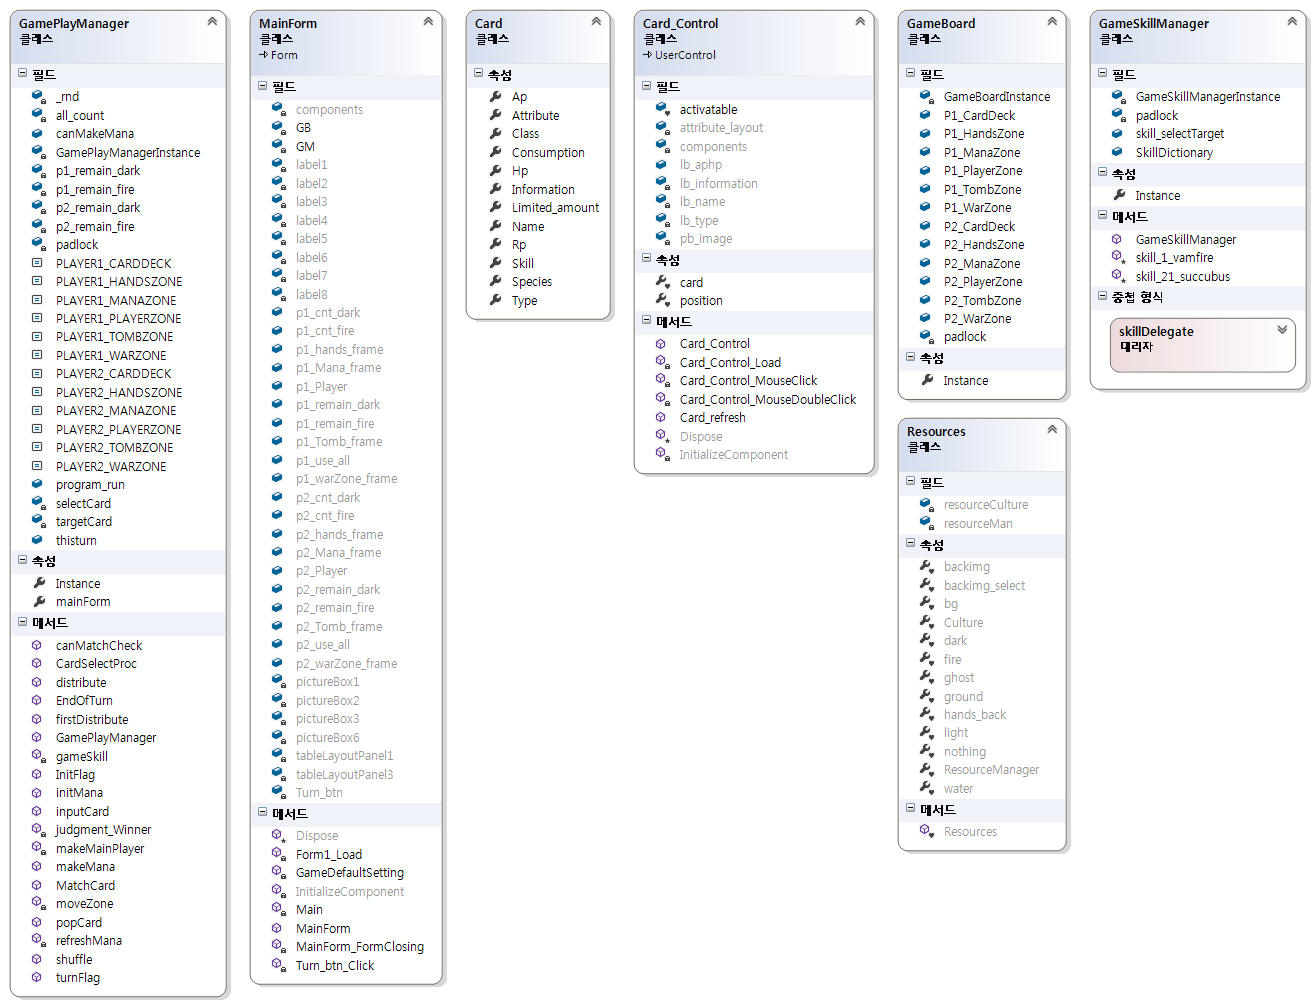 GamePlayManager
클래스
필드
_rnd
all_count
canMakeMana
GamePlayManagerInstance
p1_remain_dark
p1_remain_fire
p2_remain_dark
p2_remain_fire
padlock
PLAYER1_CARDDECK
PLAYER1_HANDSZONE
PLAYER1_MANAZONE
PLAYER1_PLAYERZONE
PLAYER1_TOMBZONE
PLAYER1_WARZONE
PLAYER2_CARDDECK
PLAYER2_HANDSZONE
PLAYER2_MANAZONE
PLAYER2_PLAYERZONE
PLAYER2_TOMBZONE
PLAYER2_WARZONE
program_run
selectCard
targetCard
thisturn
속성
Instance
mainForm
메서드
canMatchCheck
CardSelectProc
distribute
EndOfTurn
firstDistribute
GamePlayManager
gameSkill
InitFlag
initMana
inputCard
judgment_Winner
makeMainPlayer
makeMana
MatchCard
moveZone
popCard
refreshMana
shuffle
turnFlag
MainForm
클래스
Form
필드
components
GB
GM
label1
label2
label3
label4
label5
label6
label7
label8
p1_cnt_dark
p1_cnt_fire
p1_hands_frame
p1_Mana_frame
p1_Player
p1_remain_dark
p1_remain_fire
p1_Tomb_frame
p1_use_all
p1_warZone_frame
p2_cnt_dark
p2_cnt_fire
p2_hands_frame
p2_Mana_frame
p2_Player
p2_remain_dark
p2_remain_fire
p2_Tomb_frame
p2_use_all
p2_warZone_frame
pictureBox1
pictureBox2
pictureBox3
pictureBox6
tableLayoutPanel1
tableLayoutPanel3
Turn_btn
메서드
Dispose
Form1_Load
GameDefaultSetting
InitializeComponent
Main
MainForm
MainForm_FormClosing
Turn_btn_Click
Card
클래스
속성
Ap
Attribute
Class
Consumption
Hp
Information
Limited_amount
Name
Rp
Skill
Species
Type
Card_Control
클래스
UserControl
필드
activatable
attribute_layout
components
lb_aphp
lb_information
lb_name
lb_type
pb_image
속성
card
position
메서드
Card_Control
Card_Control_Load
Card_Control_MouseClick
Card_Control_MouseDoubleClick
Card_refresh
Dispose
InitializeComponent
GameBoard
클래스
필드
GameBoardInstance
P1_CardDeck
P1_HandsZone
P1_ManaZone
P1_PlayerZone
P1_TombZone
P1_WarZone
P2_CardDeck
P2_HandsZone
P2_ManaZone
P2_PlayerZone
P2_TombZone
P2_WarZone
padlock
속성
Instance
Resources
클래스
필드
resourceCulture
resourceMan
속성
backimg
backimg_select
bg
Culture
dark
fire
ghost
ground
hands_back
light
nothing
ResourceManager
water
메서드
Resources
GameSkillManager
클래스
필드
GameSkillManagerInstance
padlock
skill_selectTarget
SkillDictionary
속성
Instance
메서드
GameSkillManager
skill_1_vamfire
skill_21_succubus
중첩 형식
skillDelegate
대리자